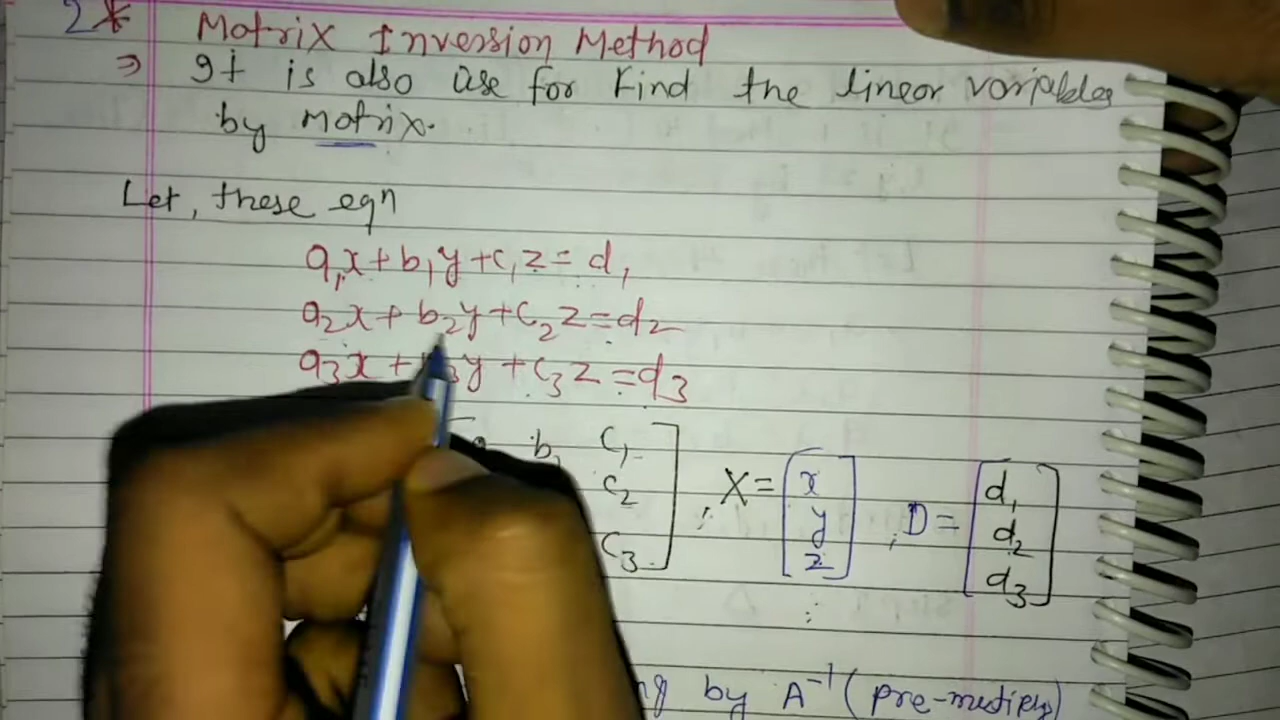 2* Matrix Inversion Method
⇒ It is also use for Find the linear variables
by matrix.
Let, these eqn
a₁x + b₁y + c₁z = d₁
a₂x + b₂y + c₂z = d₂
a₃x + y + c₃z = d₃
b₁ c₁
c₂
c₃
; X = [x y z]
; D = [d₁ d₂ d₃]
by A⁻¹ (pre-multiply)